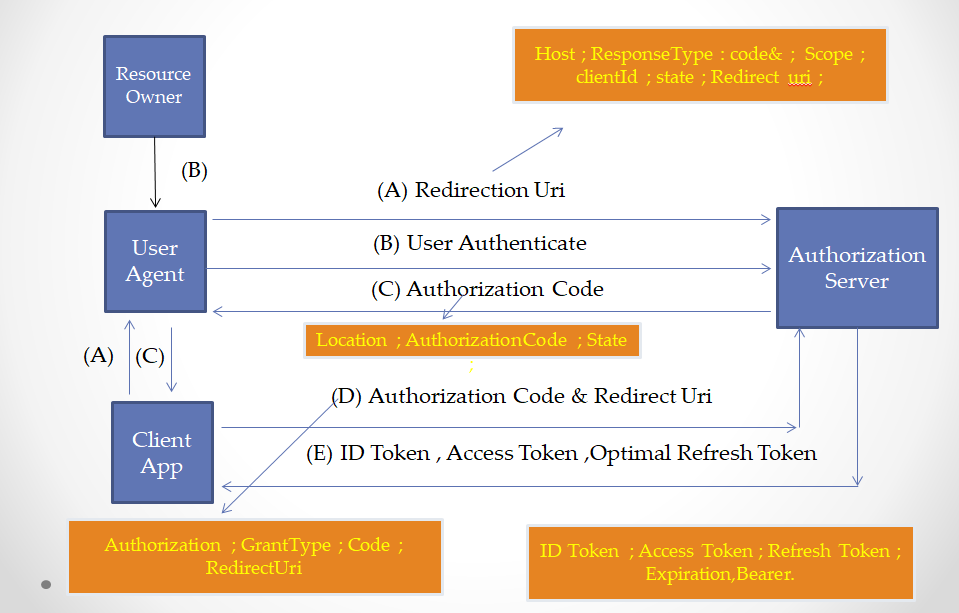 Host ; ResponseType : code& ; Scope ;
clientId ; state ; Redirect uri ;
Resource
Owner
(B)
(A) Redirection Uri
User
Agent
(B) User Authenticate
Authorization
Server
(C) Authorization Code
Location ; AuthorizationCode ; State
;
(A)
(C)
(D) Authorization Code & Redirect Uri
Client
App
(E) ID Token , Access Token ,Optimal Refresh Token
Authorization ; GrantType ; Code ;
RedirectUri
ID Token ; Access Token ; Refresh Token ;
Expiration,Bearer.